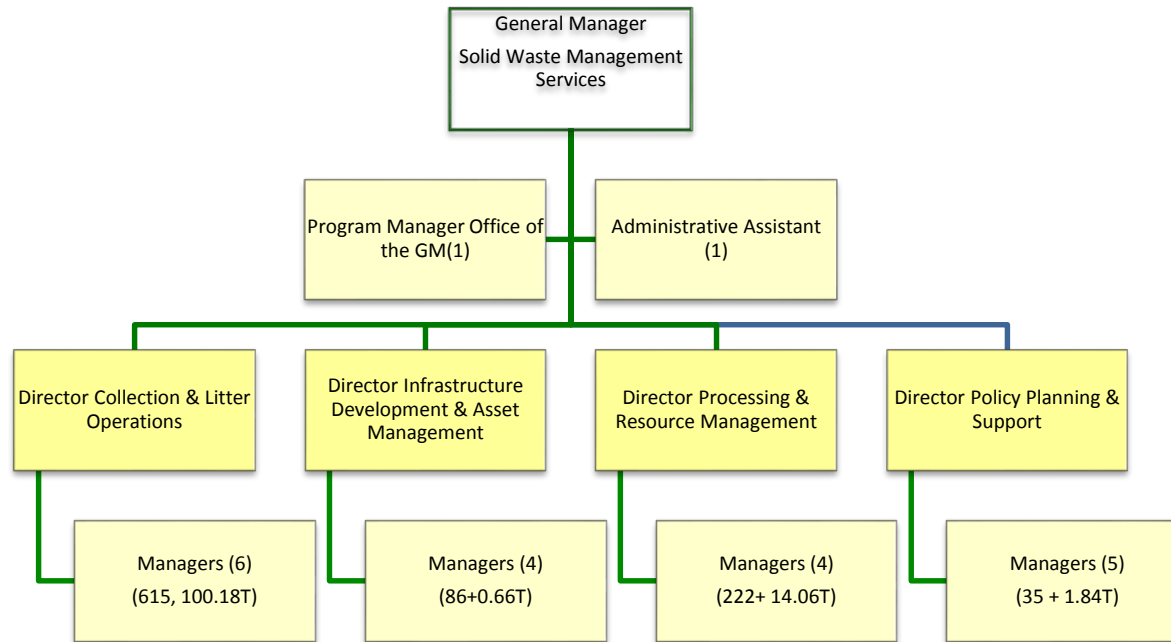 General Manager
Solid Waste Management
Services
Program Manager Office of
the GM(1)
Administrative Assistant
(1)
Director Collection & Litter
Operations
Director Infrastructure
Development & Asset
Management
Director Processing &
Resource Management
Director Policy Planning &
Support
Managers (6)
(615, 100.18T)
Managers (4)
(86+0.66T)
Managers (4)
(222+ 14.06T)
Managers (5)
(35 + 1.84T)